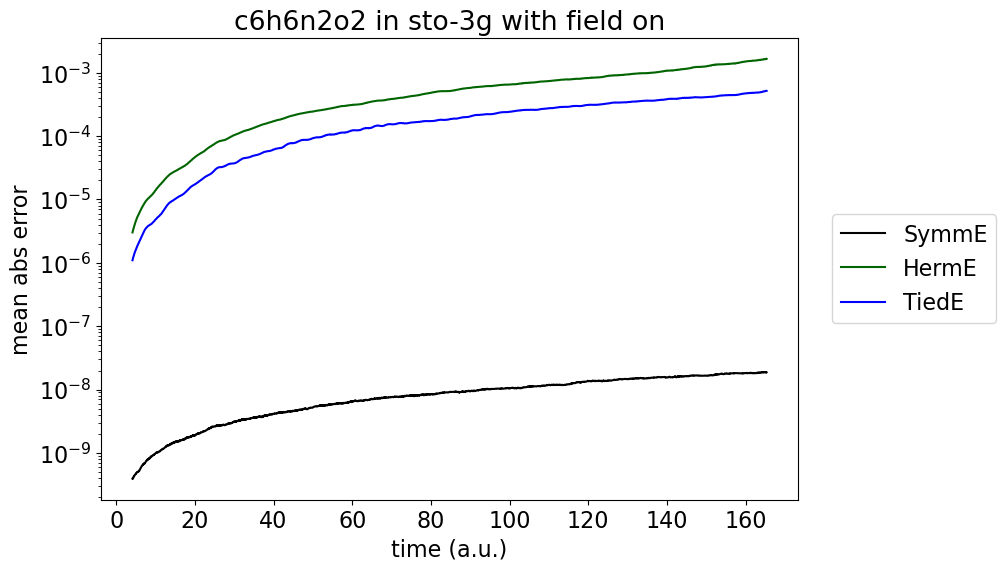 c6h6n2o2 in sto-3g with field on
mean abs error
10⁻³
10⁻⁴
10⁻⁵
10⁻⁶
10⁻⁷
10⁻⁸
10⁻⁹
0 20 40 60 80 100 120 140 160
time (a.u.)
SymmE
HermE
TiedE